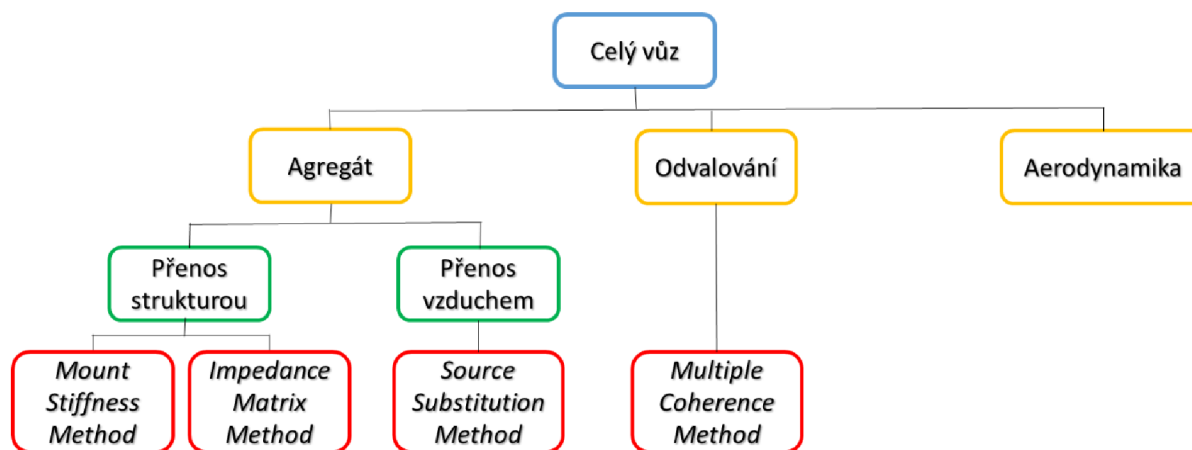 Celý vůz
Agregát
Odvalování
Aerodynamika
Přenos
strukturou
Přenos
vzduchem
Mount
Stiffness
Method
Impedance
Matrix
Method
Source
Substitution
Method
Multiple
Coherence
Method